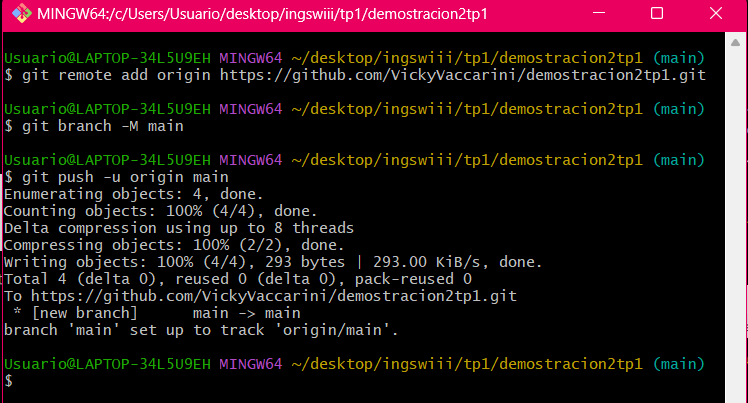 MINGW64:/c/Users/Usuario/desktop/ingswiii/tp1/demostracion2tp1
Usuario@LAPTOP-34L5U9EH MINGW64 ~/desktop/ingswiii/tp1/demostracion2tp1 (main)
$ git remote add origin https://github.com/VickyVaccarini/demostracion2tp1.git
Usuario@LAPTOP-34L5U9EH MINGW64 ~/desktop/ingswiii/tp1/demostracion2tp1 (main)
$ git branch -M main
Usuario@LAPTOP-34L5U9EH MINGW64 ~/desktop/ingswiii/tp1/demostracion2tp1 (main)
$ git push -u origin main
Enumerating objects: 4, done.
Counting objects: 100% (4/4), done.
Delta compression using up to 8 threads
Compressing objects: 100% (2/2), done.
Writing objects: 100% (4/4), 293 bytes | 293.00 KiB/s, done.
Total 4 (delta 0), reused 0 (delta 0), pack-reused 0
To https://github.com/VickyVaccarini/demostracion2tp1.git
 * [new branch]      main -> main
branch 'main' set up to track 'origin/main'.
Usuario@LAPTOP-34L5U9EH MINGW64 ~/desktop/ingswiii/tp1/demostracion2tp1 (main)
$